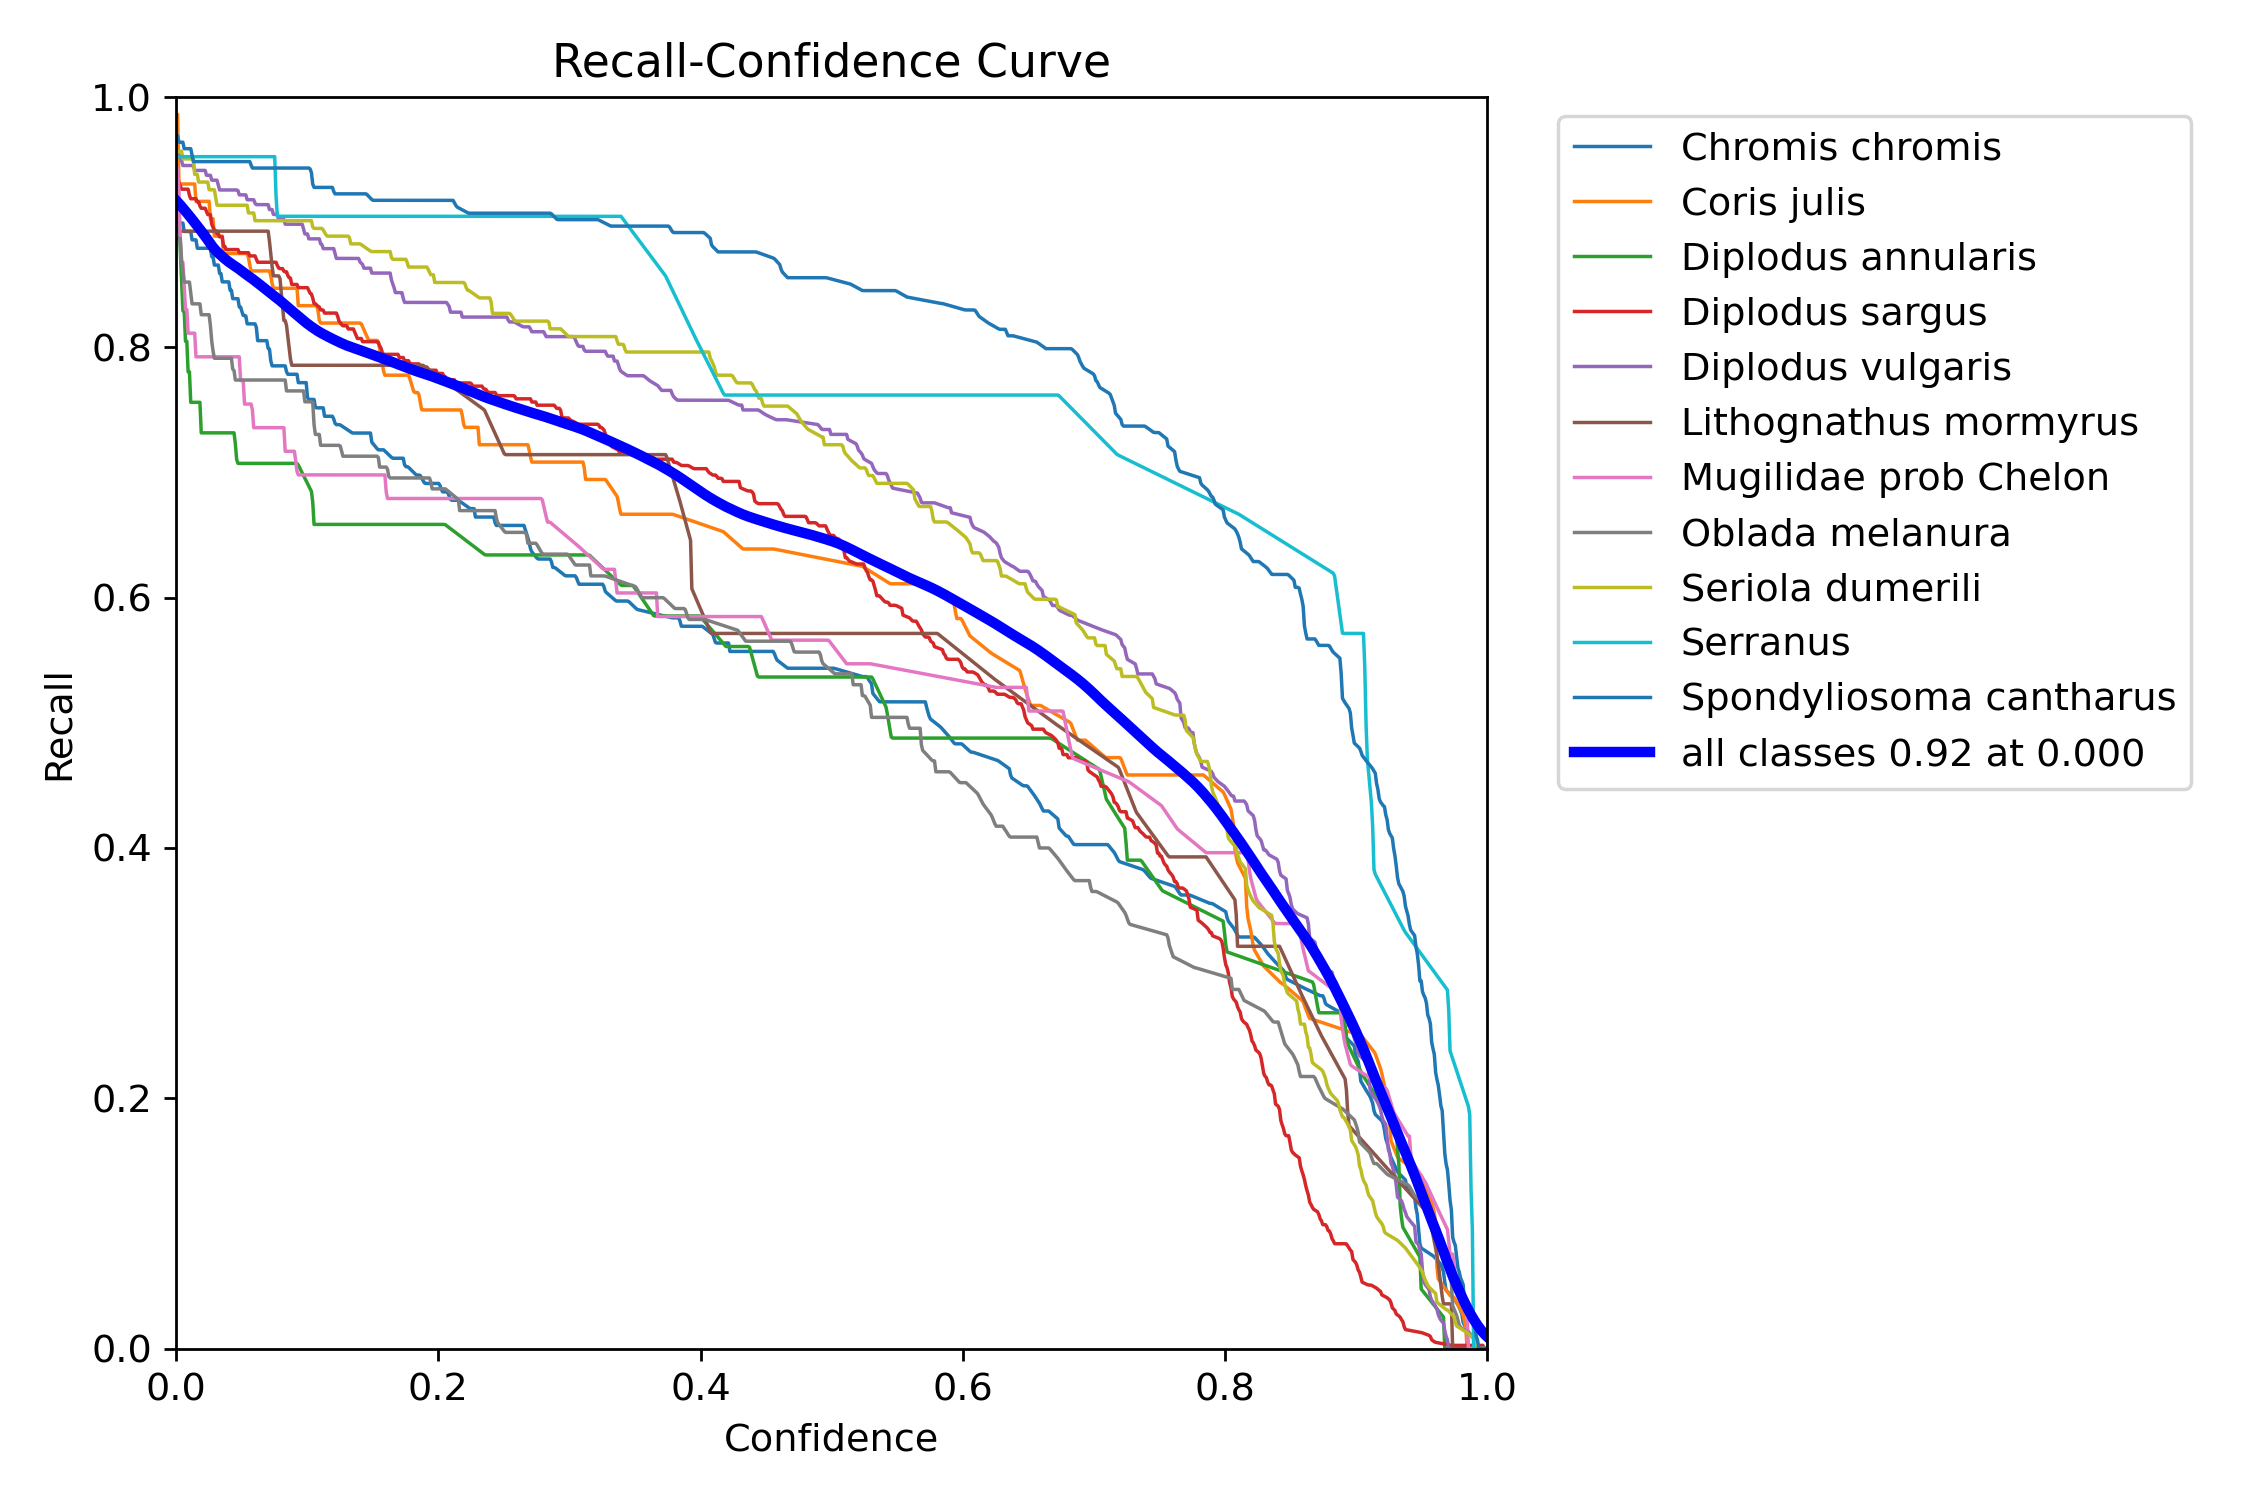 Recall-Confidence Curve
1.0
0.8
0.6
0.4
0.2
0.0
Recall
0.0 0.2 0.4 0.6 0.8 1.0
Confidence
Chromis chromis
Coris julis
Diplodus annularis
Diplodus sargus
Diplodus vulgaris
Lithognathus mormyrus
Mugilidae prob Chelon
Oblada melanura
Seriola dumerili
Serranus
Spondyliosoma cantharus
all classes 0.92 at 0.000